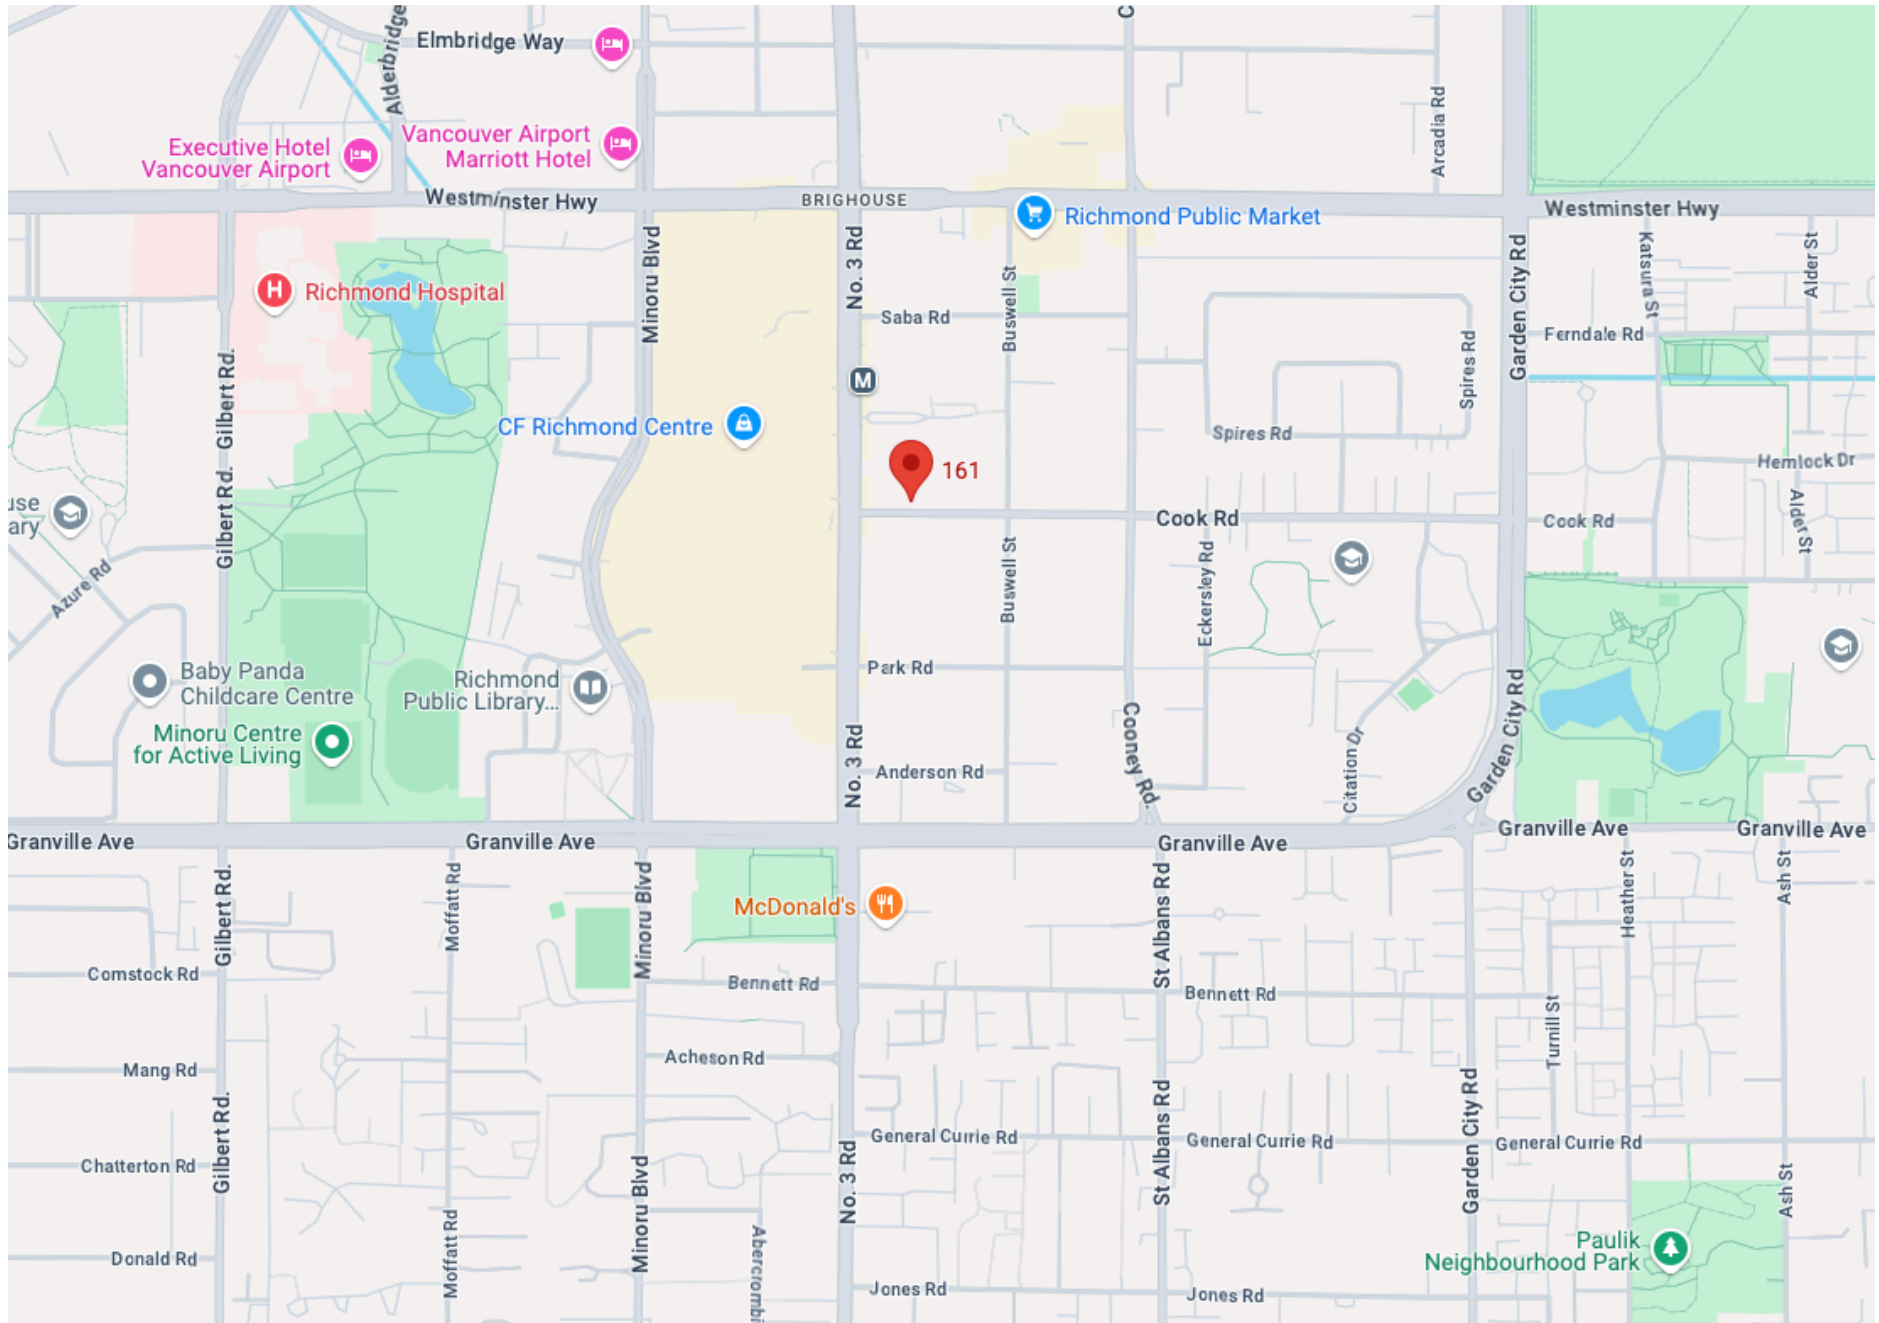 C
Alderbridge
Elmbridge Way
Arcadia Rd
Executive Hotel
Vancouver Airport
Vancouver Airport
Marriott Hotel
Westminster Hwy
BRIGHOUSE
Richmond Public Market
Westminster Hwy
Minoru Blvd
No. 3 Rd
Buswell St
Saba Rd
Garden City Rd
Katsura St
Alder St
Ferndale Rd
H
Richmond Hospital
Gilbert Rd.
Spires Rd
M
CF Richmond Centre
Spires Rd
161
Hemlock Dr
Gilbert Rd.
use
ary
Cook Rd
Cook Rd
Alder St
Azure Rd
Buswell St
Eckersley Rd
Baby Panda
Childcare Centre
Richmond
Public Library...
Park Rd
Minoru Centre
for Active Living
No. 3 Rd
Anderson Rd
Cooney Rd.
Citation Dr
Garden City Rd
Granville Ave
Granville Ave
Granville Ave
Granville Ave
Granville Ave
Gilbert Rd.
Moffatt Rd
Minoru Blvd
McDonald's
St Albans Rd
Heather St
Ash St
Comstock Rd
Bennett Rd
Bennett Rd
Turnill St
Acheson Rd
Mang Rd
Gilbert Rd.
General Currie Rd
St Albans Rd
General Currie Rd
Garden City Rd
General Currie Rd
Chatterton Rd
Minoru Blvd
No. 3 Rd
Ash St
Donald Rd
Moffatt Rd
Abercrombi
Paulik
Neighbourhood Park
Jones Rd
Jones Rd